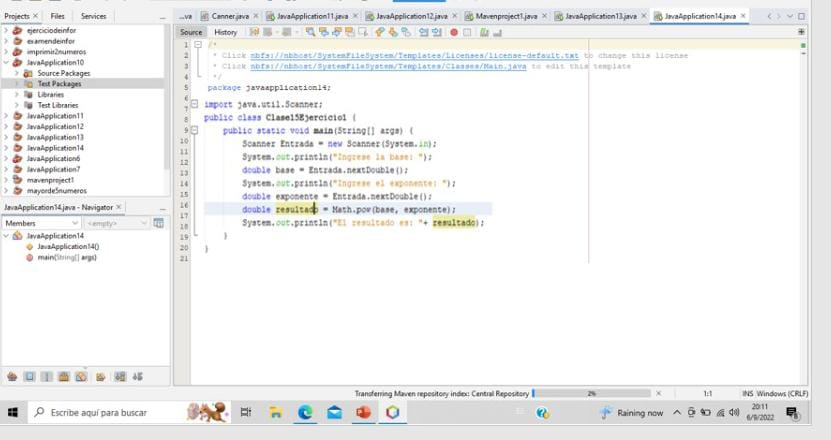 Projects × Files Services
...va Canner.java × JavaApplication11.java × JavaApplication12.java × Mavenproject1.java × JavaApplication13.java × JavaApplication14.java ×
Source History
ejerciciodeinfor
examendeinfor
imprimir2numeros
JavaApplication10
Source Packages
Test Packages
Libraries
Test Libraries
JavaApplication11
JavaApplication12
JavaApplication13
JavaApplication14
JavaApplication6
JavaApplication7
mavenproject1
mayorde5numeros
JavaApplication14.java - Navigator ×
Members <empty>
JavaApplication14
JavaApplication14()
main(String[] args)
1 /*
2 * Click nbfs://nbhost/SystemFileSystem/Templates/Licenses/license-default.txt to change this license
3 * Click nbfs://nbhost/SystemFileSystem/Templates/Classes/Main.java to edit this template
4 */
5 package javaapplication14;
6
7 import java.util.Scanner;
8 public class Clase15Ejercicio1 {
9 public static void main(String[] args) {
10 Scanner Entrada = new Scanner(System.in);
11 System.out.println("Ingrese la base: ");
12 double base = Entrada.nextDouble();
13 System.out.println("Ingrese el exponente: ");
14 double exponente = Entrada.nextDouble();
15 double resultado = Math.pow(base, exponente);
16 System.out.println("El resultado es: "+ resultado);
17 }
18 }
19
20
21
Transferring Maven repository index: Central Repository 2% × 1:1 INS Windows (CRLF)
Escribe aquí para buscar
Raining now
20:11
6/9/2022